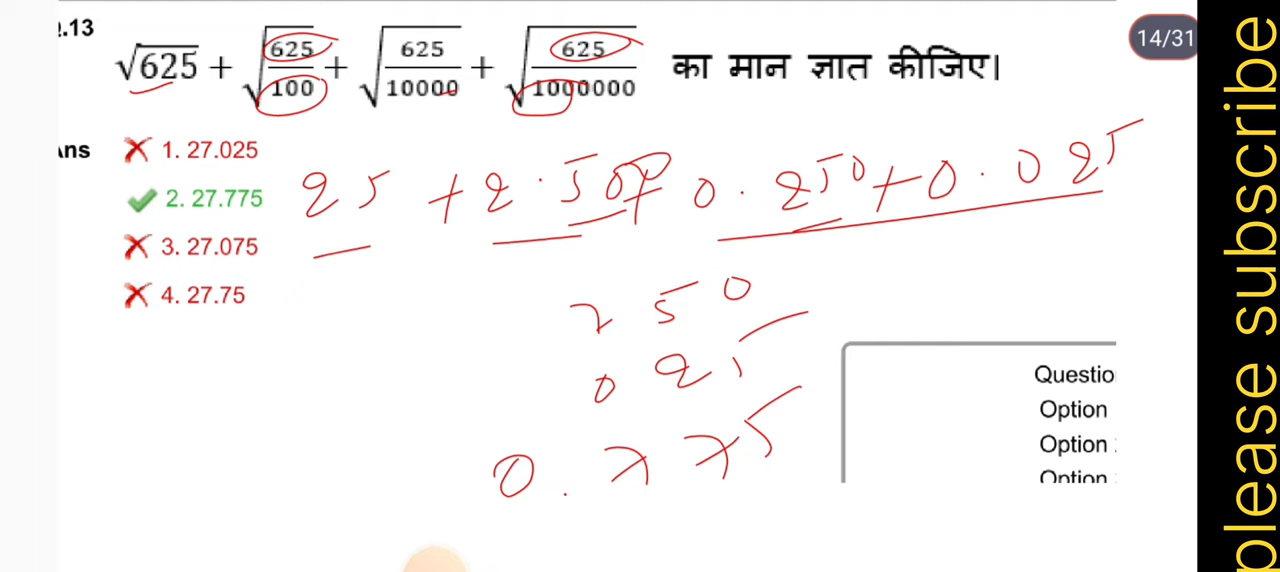 .13
√625 + √(625/100) + √(625/10000) + √(625/1000000) का मान ज्ञात कीजिए।
14/31
Ans
1. 27.025
2. 27.775
3. 27.075
4. 27.75
25 + 2.500 + 0.250 + 0.025
250
025
0.775
Questio
Option
Option
Option
please subscribe